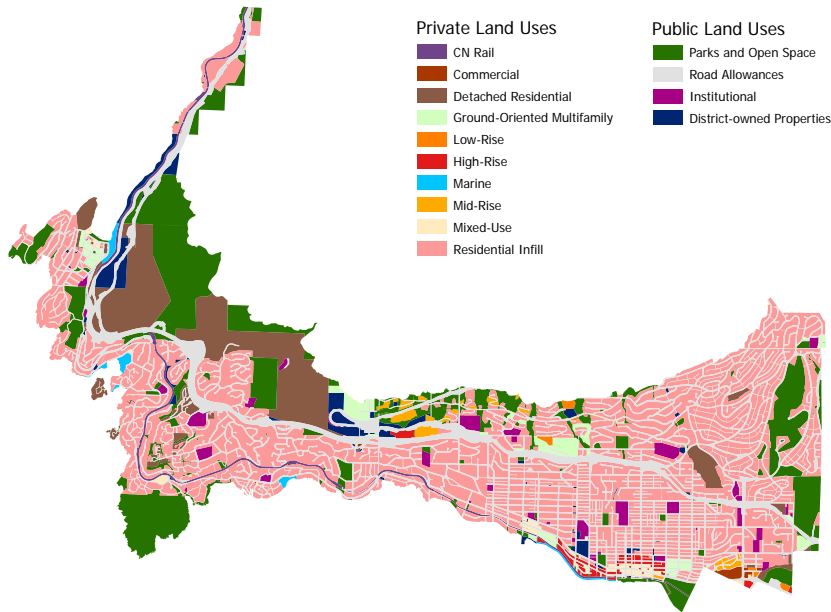 Private Land Uses
CN Rail
Commercial
Detached Residential
Ground-Oriented Multifamily
Low-Rise
High-Rise
Marine
Mid-Rise
Mixed-Use
Residential Infill
Public Land Uses
Parks and Open Space
Road Allowances
Institutional
District-owned Properties